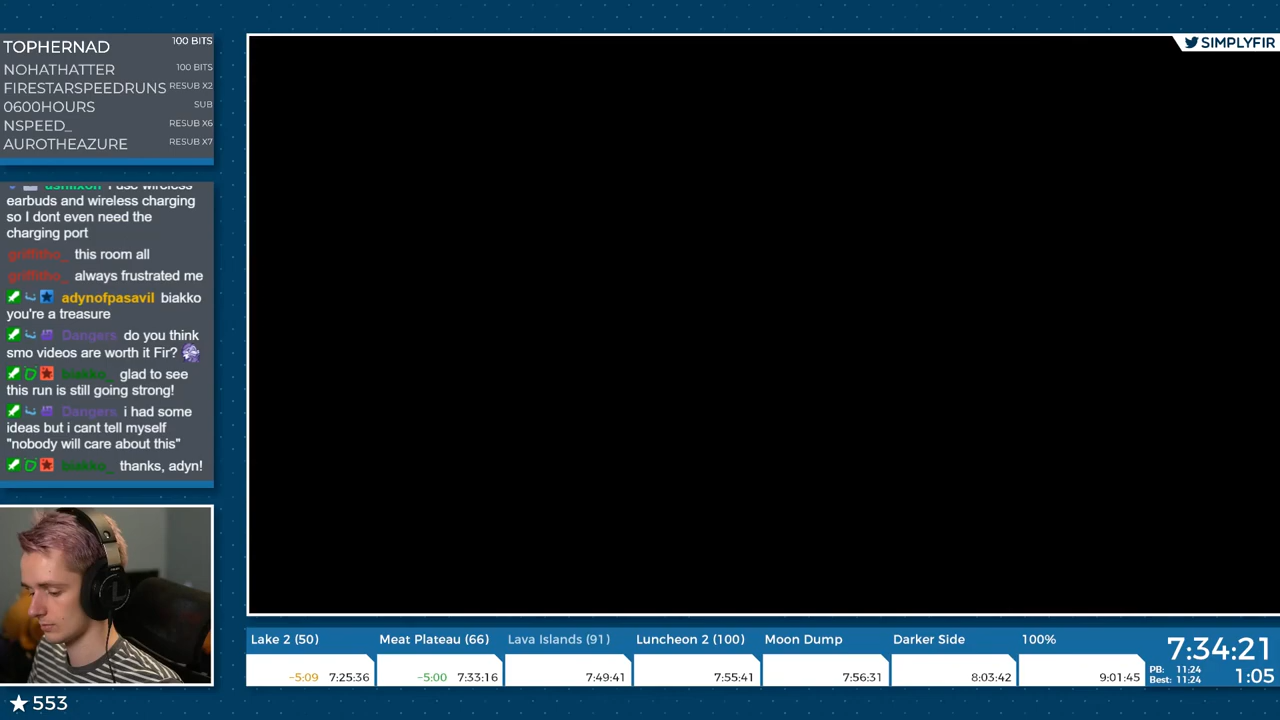 TOPHERNAD 100 BITS
NOHATHATTER 100 BITS
FIRESTARSPEEDRUNS RESUB X2
0600HOURS SUB
NSPEED_ RESUB X6
AUROTHEAZURE RESUB X7
SIMPLYFIR
I use wireless
earbuds and wireless charging
so I dont even need the
charging port
griffitho_ this room all
griffitho_ always frustrated me
adynofpasavil biakko
you're a treasure
Dangers do you think
smo videos are worth it Fir?
biakko_ glad to see
this run is still going strong!
Dangers i had some
ideas but i cant tell myself
"nobody will care about this"
biakko_ thanks, adyn!
Lake 2 (50) Meat Plateau (66) Lava Islands (91) Luncheon 2 (100) Moon Dump Darker Side 100%
-5:09 7:25:36 -5:00 7:33:16 7:49:41 7:55:41 7:56:31 8:03:42 9:01:45
7:34:21
PB: 11:24
Best: 11:24 1:05
553